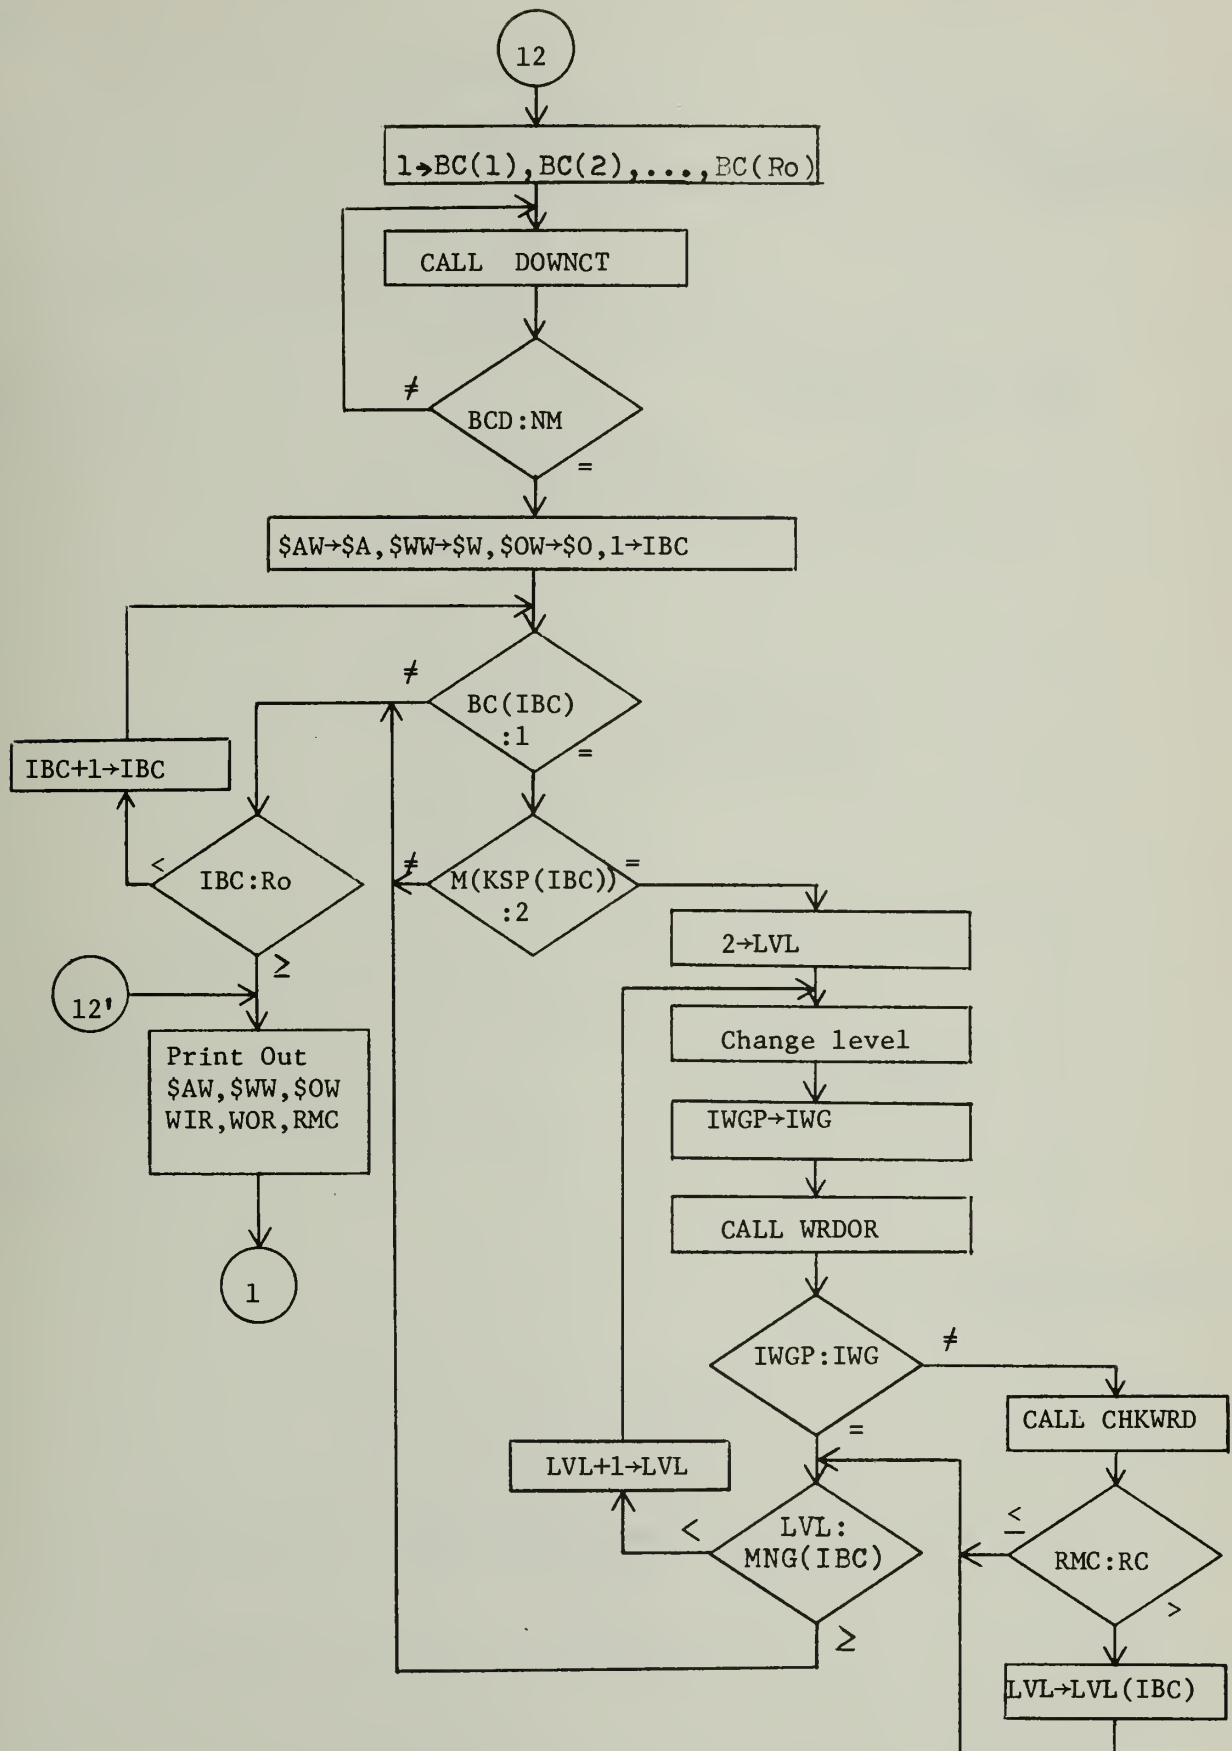 12
1→BC(1),BC(2),...,BC(Ro)
CALL DOWNCT
≠
BCD:NM
=
$AW→$A,$WW→$W,$OW→$O,1→IBC
≠
BC(IBC)
:1
=
IBC+1→IBC
<
IBC:Ro
≥
≠
M(KSP(IBC))
:2
=
2→LVL
12'
Change level
Print Out
$AW,$WW,$OW
WIR,WOR,RMC
IWGP→IWG
CALL WRDOR
1
IWGP:IWG
≠
=
CALL CHKWRD
LVL+1→LVL
<
LVL:
MNG(IBC)
≥
≤
RMC:RC
>
LVL→LVL(IBC)